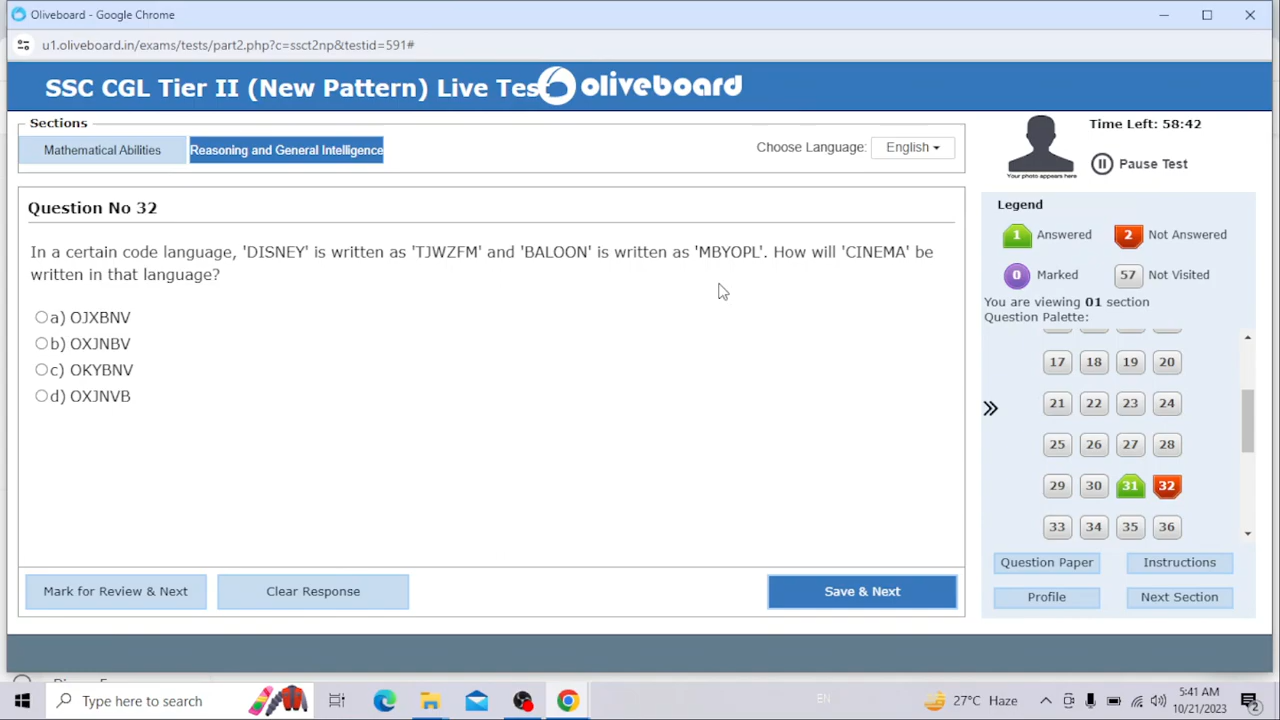 Oliveboard - Google Chrome
u1.oliveboard.in/exams/tests/part2.php?c=ssct2np&testid=591#
SSC CGL Tier II (New Pattern) Live Tes
oliveboard
Sections
Mathematical Abilities
Reasoning and General Intelligence
Choose Language: English
Time Left: 58:42
Your photo appears here
Pause Test
Question No 32
In a certain code language, 'DISNEY' is written as 'TJWZFM' and 'BALOON' is written as 'MBYOPL'. How will 'CINEMA' be
written in that language?
a) OJXBNV
b) OXJNBV
c) OKYBNV
d) OXJNVB
Mark for Review & Next
Clear Response
Save & Next
Legend
1 Answered 2 Not Answered
0 Marked 57 Not Visited
You are viewing 01 section
Question Palette:
17 18 19 20
21 22 23 24
25 26 27 28
29 30 31 32
33 34 35 36
Question Paper Instructions
Profile Next Section
Type here to search
EN
27°C Haze
5:41 AM
10/21/2023
2